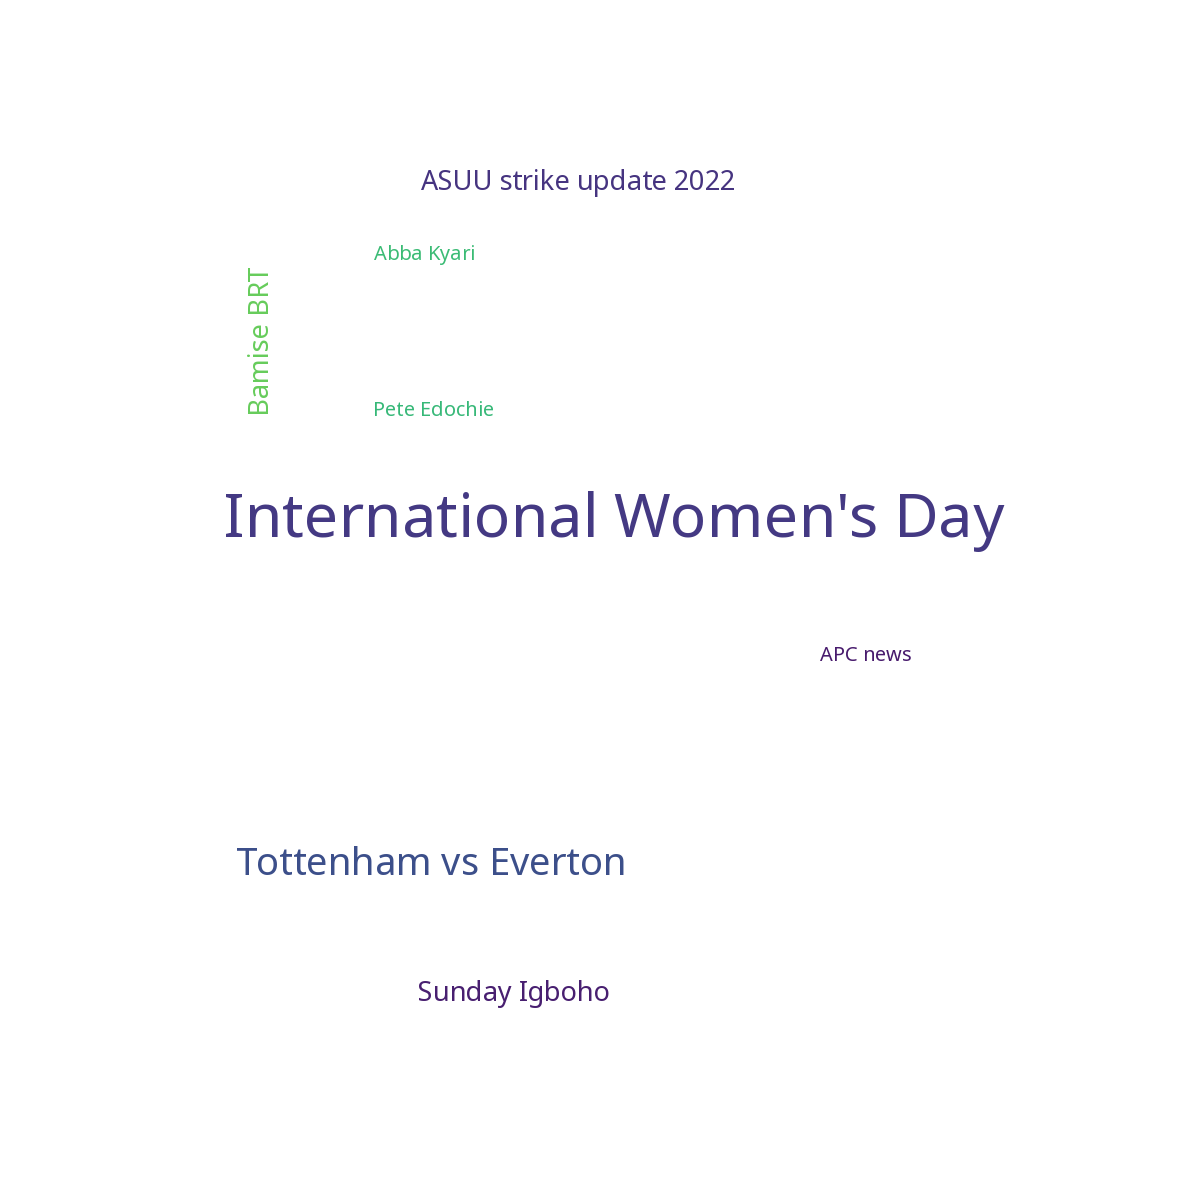 ASUU strike update 2022
Abba Kyari
Bamise BRT
Pete Edochie
International Women's Day
APC news
Tottenham vs Everton
Sunday Igboho